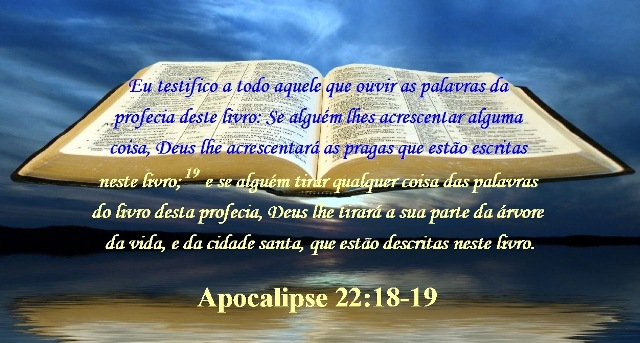 Eu testifico a todo aquele que ouvir as palavras da
profecia deste livro: Se alguém lhes acrescentar alguma
coisa, Deus lhe acrescentará as pragas que estão escritas
neste livro; 19 e se alguém tirar qualquer coisa das palavras
do livro desta profecia, Deus lhe tirará a sua parte da árvore
da vida, e da cidade santa, que estão descritas neste livro.
Apocalipse 22:18-19